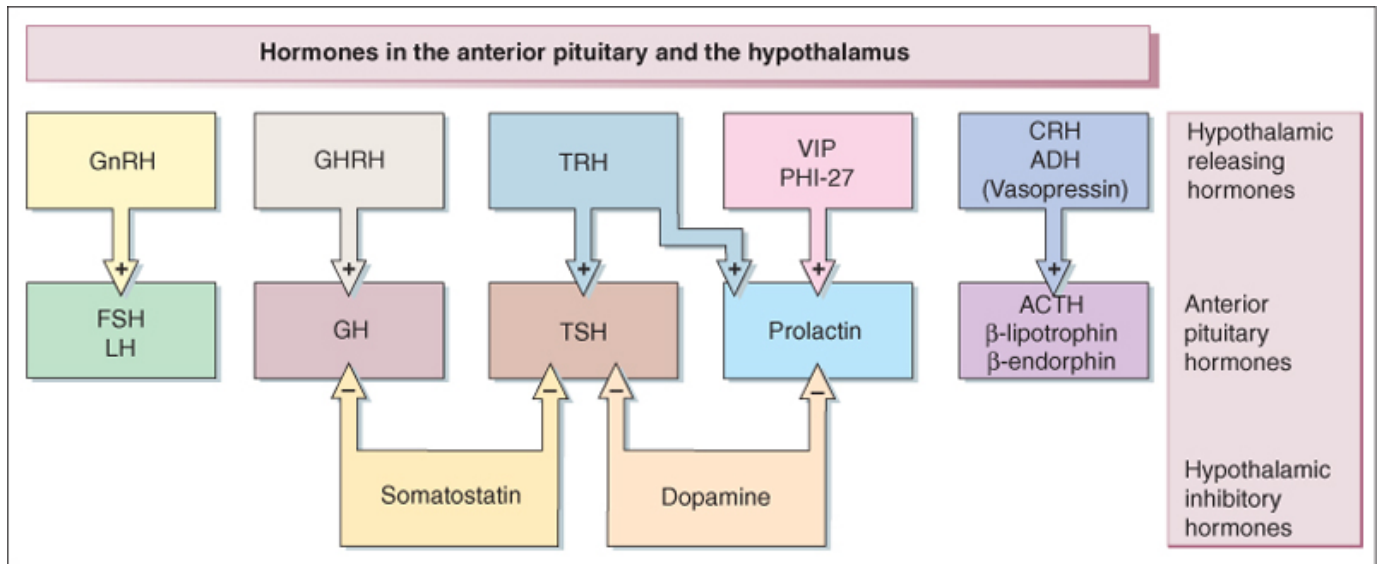 Hormones in the anterior pituitary and the hypothalamus
GnRH
GHRH
TRH
VIP
PHI-27
CRH
ADH
(Vasopressin)
Hypothalamic
releasing
hormones
+
+
+
+
+
+
FSH
LH
GH
TSH
Prolactin
ACTH
β-lipotrophin
β-endorphin
Anterior
pituitary
hormones
−
−
−
−
Somatostatin
Dopamine
Hypothalamic
inhibitory
hormones